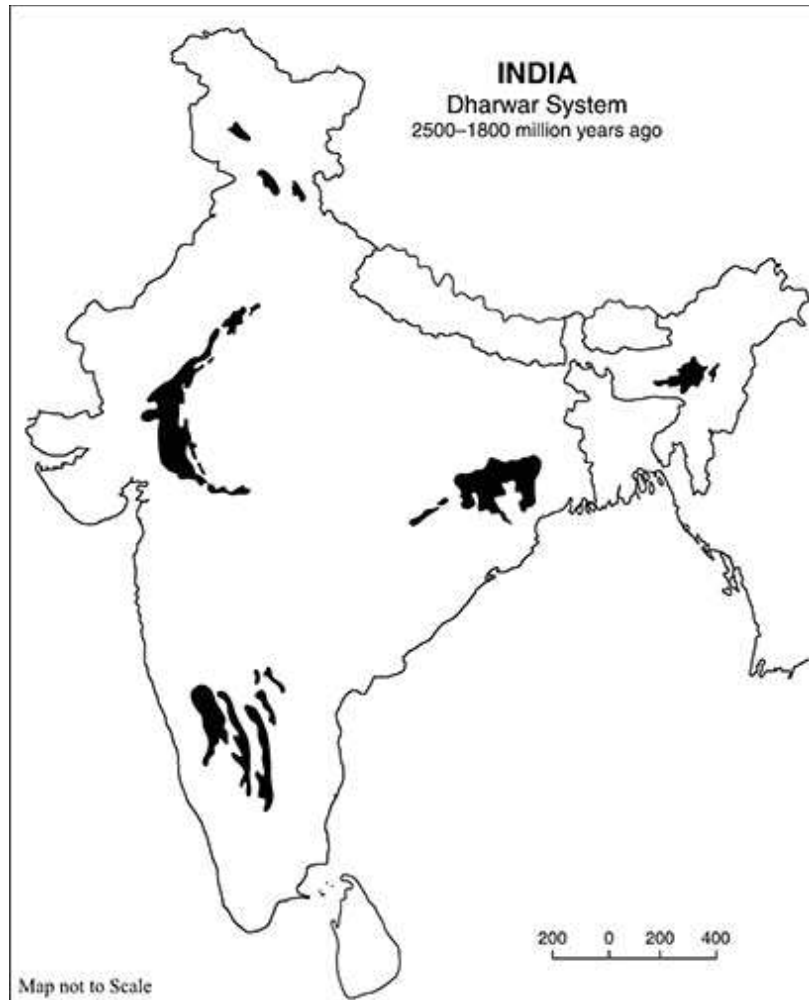 INDIA
Dharwar System
2500–1800 million years ago
200 0 200 400
Map not to Scale